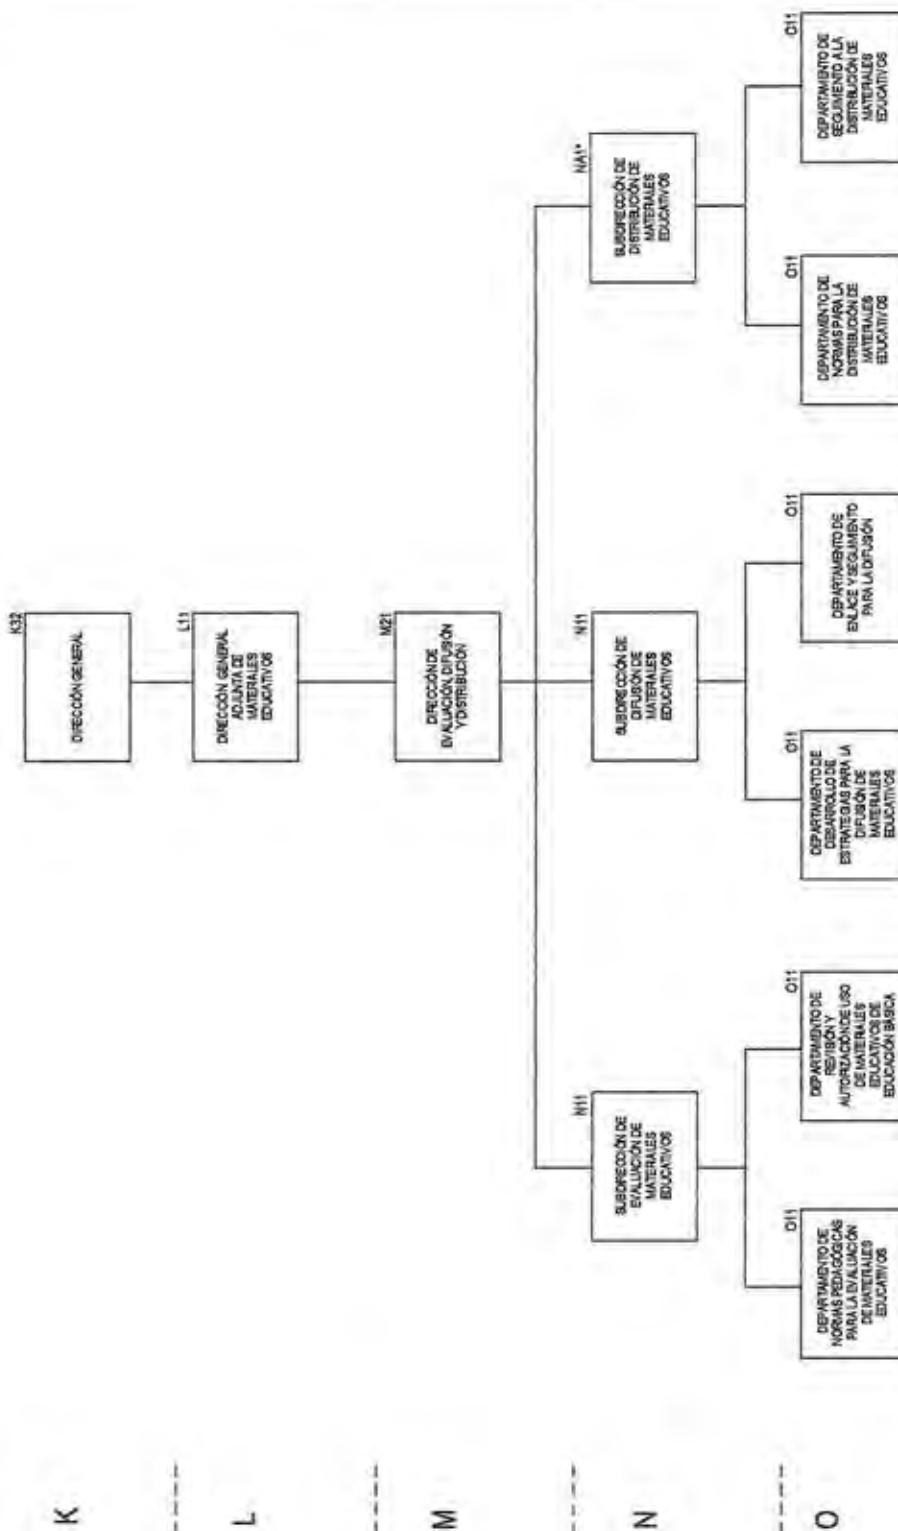 K
K32
DIRECCIÓN GENERAL
L
L11
DIRECCIÓN GENERAL
ADJUNTA DE
MATERIALES
EDUCATIVOS
M
M21
DIRECCIÓN DE
EVALUACIÓN, DIFUSIÓN
Y DISTRIBUCIÓN
N
N11
SUBDIRECCIÓN DE
EVALUACIÓN DE
MATERIALES
EDUCATIVOS
N11
SUBDIRECCIÓN DE
DIFUSIÓN DE
MATERIALES
EDUCATIVOS
NA1*
SUBDIRECCIÓN DE
DISTRIBUCIÓN DE
MATERIALES
EDUCATIVOS
O
O11
DEPARTAMENTO DE
NORMAS PEDAGÓGICAS
PARA LA EVALUACIÓN
DE MATERIALES
EDUCATIVOS
O11
DEPARTAMENTO DE
REVISIÓN Y
AUTORIZACIÓN DE USO
DE MATERIALES
EDUCATIVOS DE
EDUCACIÓN BÁSICA
O11
DEPARTAMENTO DE
DESARROLLO DE
ESTRATEGIAS PARA LA
DIFUSIÓN DE
MATERIALES
EDUCATIVOS
O11
DEPARTAMENTO DE
ENLACE Y SEGUIMIENTO
PARA LA DIFUSIÓN
O11
DEPARTAMENTO DE
NORMAS PARA LA
DISTRIBUCIÓN DE
MATERIALES
EDUCATIVOS
O11
DEPARTAMENTO DE
SEGUIMIENTO A LA
DISTRIBUCIÓN DE
MATERIALES
EDUCATIVOS